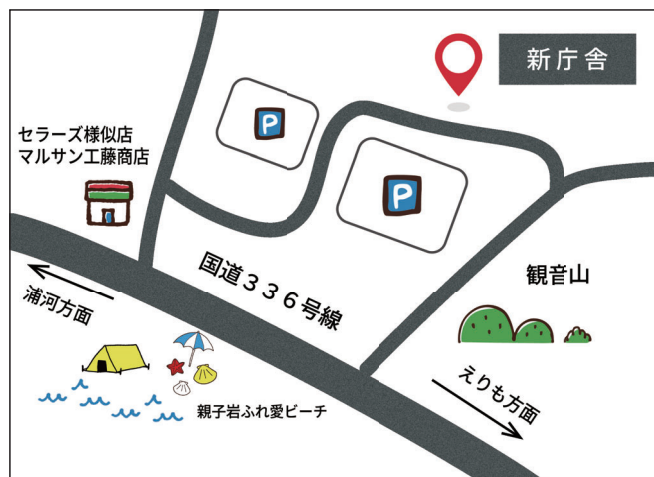 新庁舎
P
セラーズ様似店
マルサン工藤商店
P
国道３３６号線
観音山
浦河方面
えりも方面
親子岩ふれ愛ビーチ